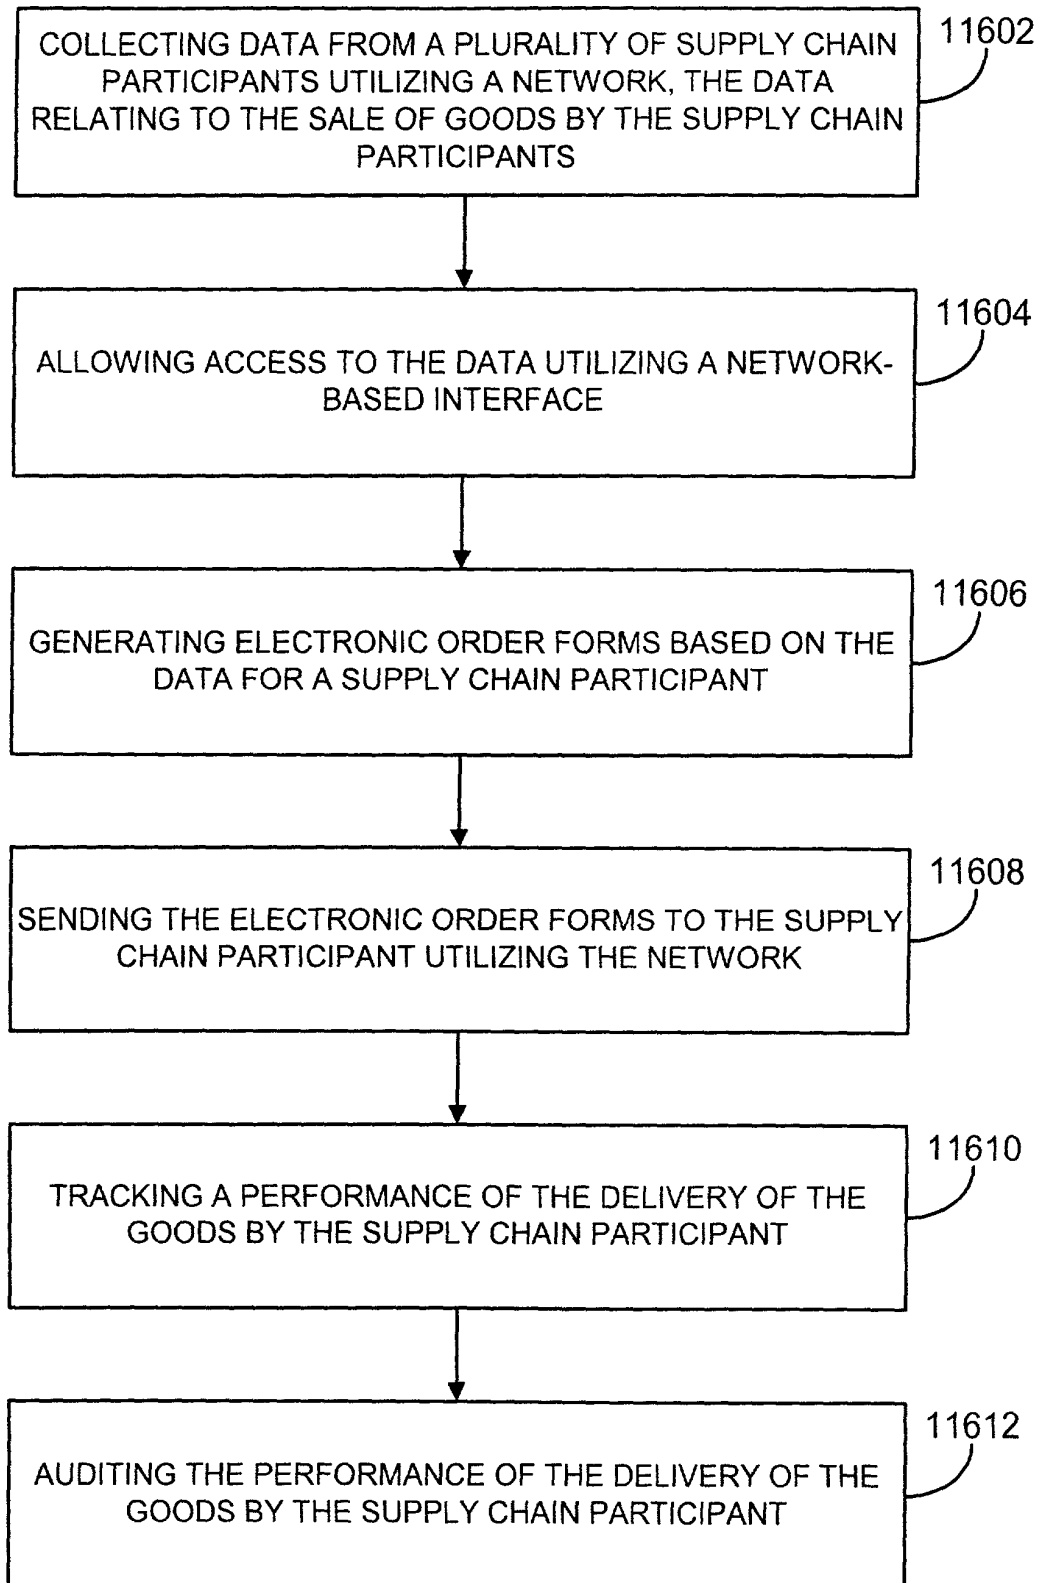 COLLECTING DATA FROM A PLURALITY OF SUPPLY CHAIN
PARTICIPANTS UTILIZING A NETWORK, THE DATA
RELATING TO THE SALE OF GOODS BY THE SUPPLY CHAIN
PARTICIPANTS
11602
ALLOWING ACCESS TO THE DATA UTILIZING A NETWORK-
BASED INTERFACE
11604
GENERATING ELECTRONIC ORDER FORMS BASED ON THE
DATA FOR A SUPPLY CHAIN PARTICIPANT
11606
SENDING THE ELECTRONIC ORDER FORMS TO THE SUPPLY
CHAIN PARTICIPANT UTILIZING THE NETWORK
11608
TRACKING A PERFORMANCE OF THE DELIVERY OF THE
GOODS BY THE SUPPLY CHAIN PARTICIPANT
11610
AUDITING THE PERFORMANCE OF THE DELIVERY OF THE
GOODS BY THE SUPPLY CHAIN PARTICIPANT
11612